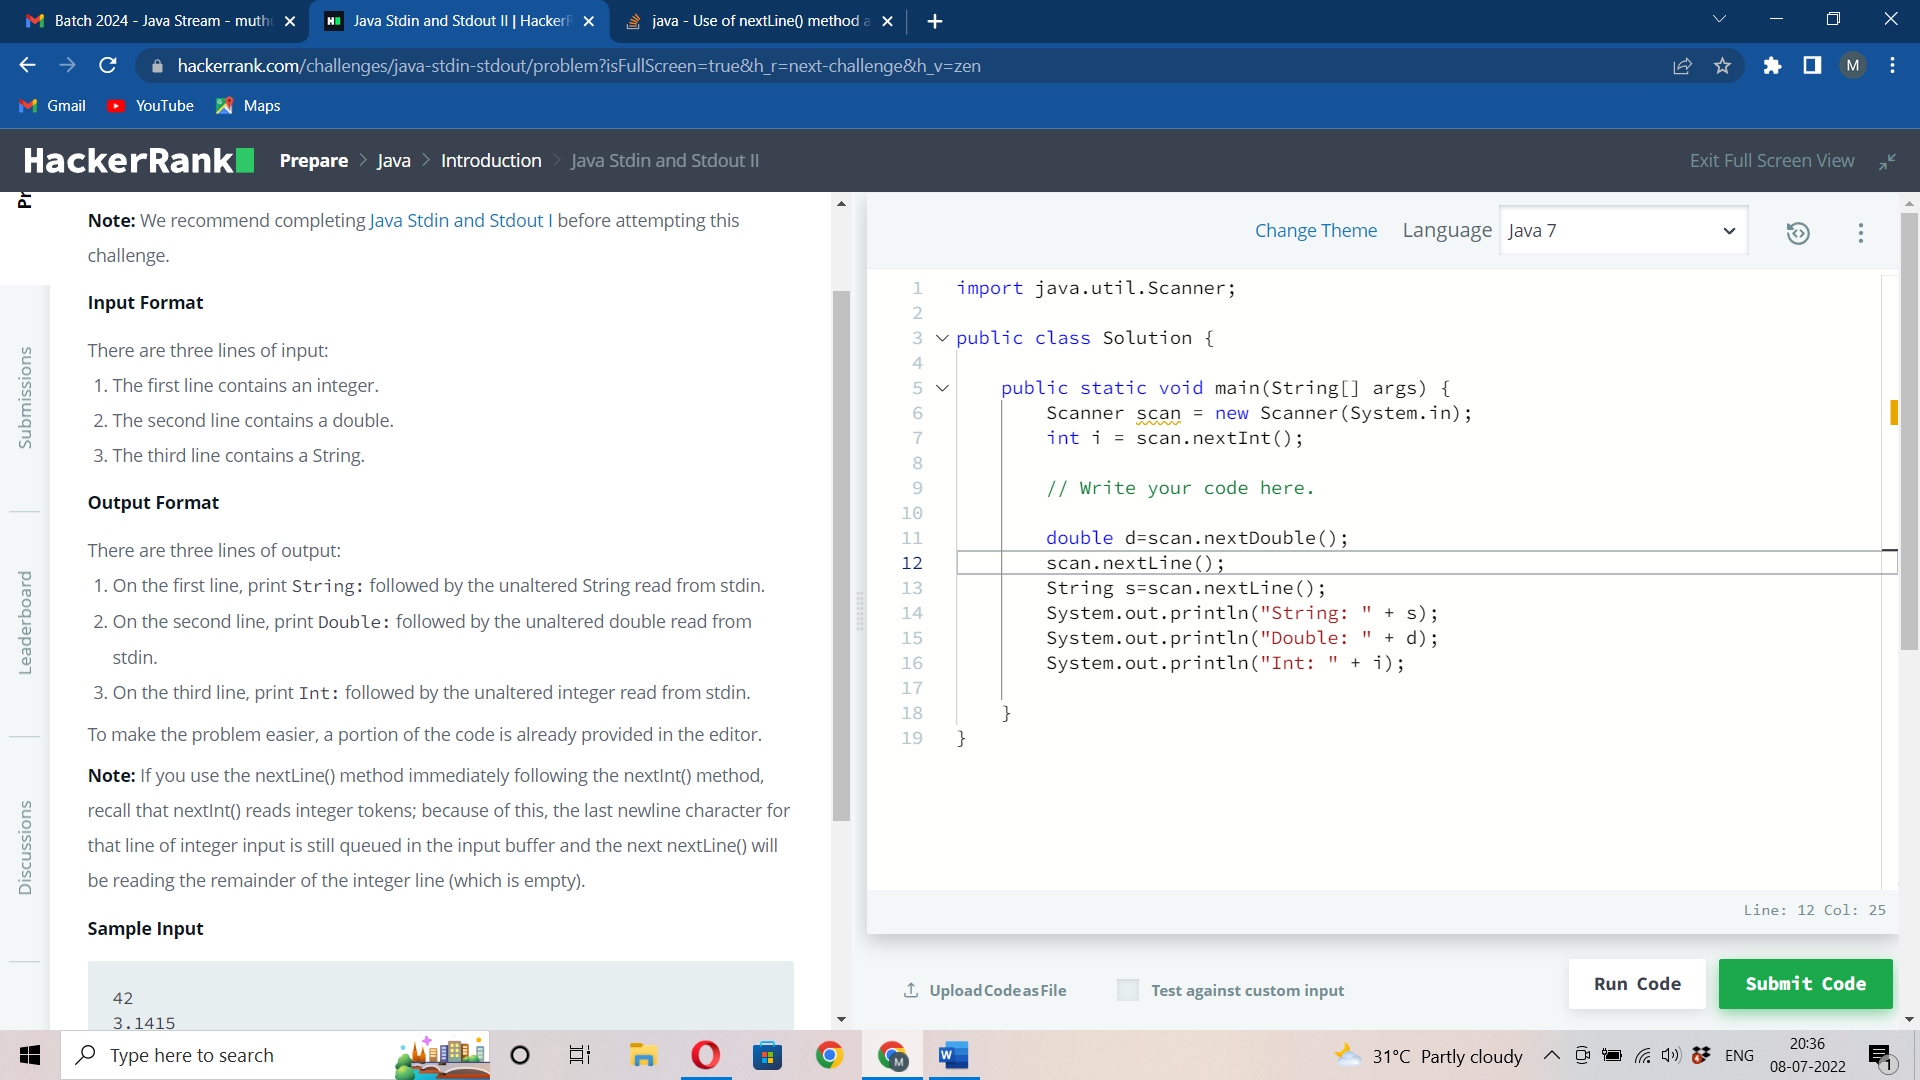 Batch 2024 - Java Stream - muth
Java Stdin and Stdout II | HackerR
java - Use of nextLine() method a
hackerrank.com/challenges/java-stdin-stdout/problem?isFullScreen=true&h_r=next-challenge&h_v=zen
M
Gmail
YouTube
Maps
HackerRank
Prepare > Java > Introduction > Java Stdin and Stdout II
Exit Full Screen View
Pr
Submissions
Leaderboard
Discussions
Note: We recommend completing Java Stdin and Stdout I before attempting this
challenge.
Input Format
There are three lines of input:
1. The first line contains an integer.
2. The second line contains a double.
3. The third line contains a String.
Output Format
There are three lines of output:
1. On the first line, print String: followed by the unaltered String read from stdin.
2. On the second line, print Double: followed by the unaltered double read from
stdin.
3. On the third line, print Int: followed by the unaltered integer read from stdin.
To make the problem easier, a portion of the code is already provided in the editor.
Note: If you use the nextLine() method immediately following the nextInt() method,
recall that nextInt() reads integer tokens; because of this, the last newline character for
that line of integer input is still queued in the input buffer and the next nextLine() will
be reading the remainder of the integer line (which is empty).
Sample Input
42
3.1415
Change Theme Language Java 7
1 import java.util.Scanner;
2
3 public class Solution {
4
5 public static void main(String[] args) {
6 Scanner scan = new Scanner(System.in);
7 int i = scan.nextInt();
8
9 // Write your code here.
10
11 double d=scan.nextDouble();
12 scan.nextLine();
13 String s=scan.nextLine();
14 System.out.println("String: " + s);
15 System.out.println("Double: " + d);
16 System.out.println("Int: " + i);
17
18 }
19 }
Line: 12 Col: 25
Upload Code as File
Test against custom input
Run Code
Submit Code
Type here to search
M
W
31°C Partly cloudy
ENG
20:36
08-07-2022
1